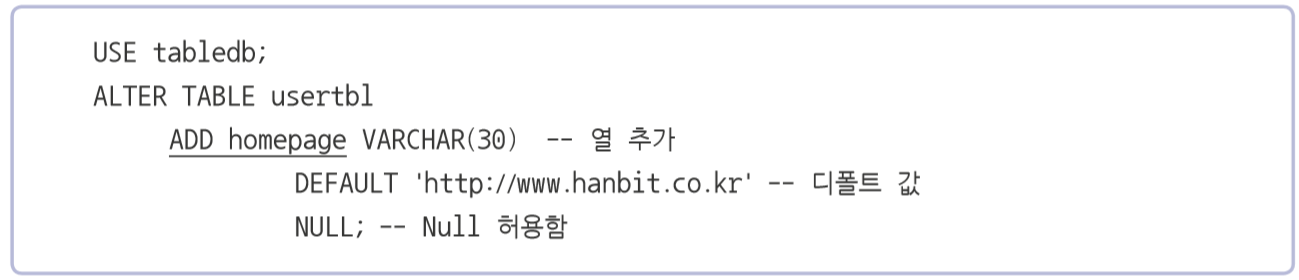 USE tabledb;
ALTER TABLE usertbl
ADD homepage VARCHAR(30) -- 열 추가
DEFAULT 'http://www.hanbit.co.kr' -- 디폴트 값
NULL; -- Null 허용함